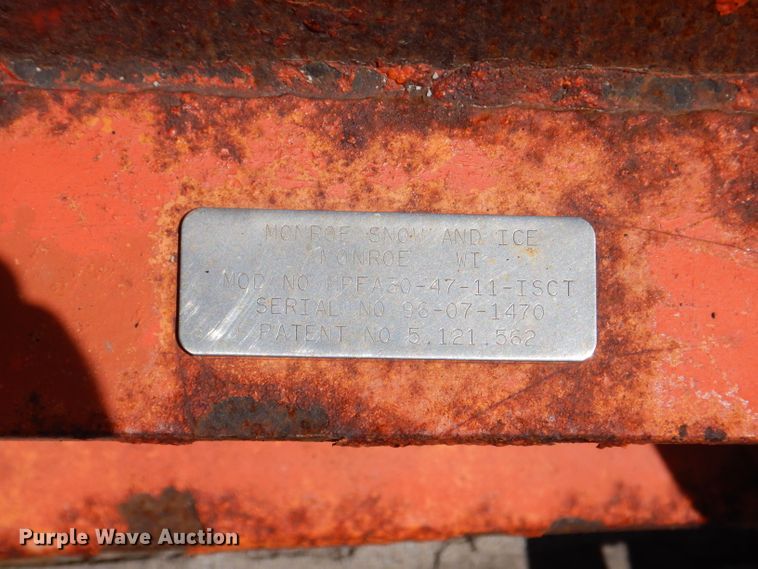 MONROE SNOW AND ICE
MONROE WI
MOD NO MPFA30-47-11-ISCT
SERIAL NO 96-07-1470
PATENT NO 5,121,562
Purple Wave Auction